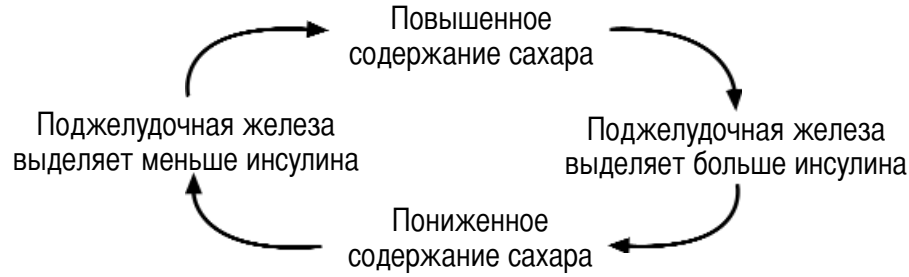 Повышенное
содержание сахара
Поджелудочная железа
выделяет меньше инсулина
Поджелудочная железа
выделяет больше инсулина
Пониженное
содержание сахара